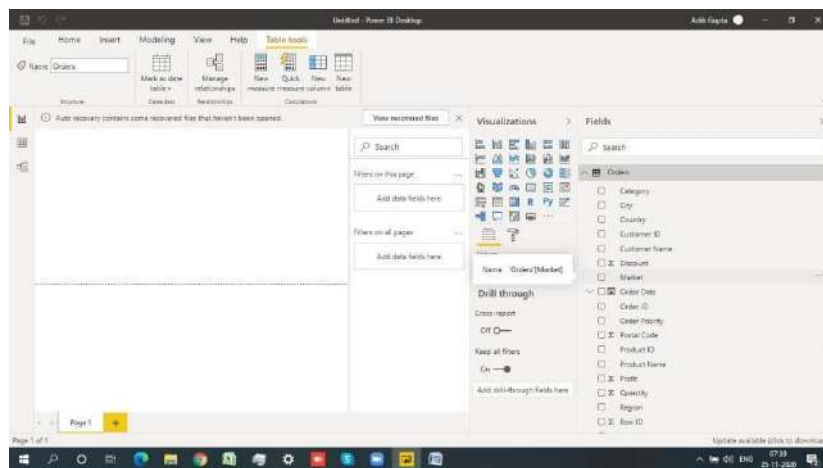 Untitled - Power BI Desktop
File Home Insert Modeling View Help Table tools
Name Orders
Mark as date table
Manage relationships
New measure
Quick measure
New column
New table
Structure
Calendars
Relationships
Calculations
Auto recovery contains some recovered files that haven't been opened.
View recovered files
Search
Filters on this page
Add data fields here
Filters on all pages
Add data fields here
Visualizations
R Py
Values
Name 'Orders'[Market]
Drill through
Cross-report
Off
Keep all filters
On
Add drill-through fields here
Fields
Search
Orders
Category
City
Country
Customer ID
Customer Name
Discount
Market
Order Date
Order ID
Order Priority
Postal Code
Product ID
Product Name
Profit
Quantity
Region
Row ID
Page 1
Page 1 of 1
Update available (click to download
ENG
07:39
25-11-2020